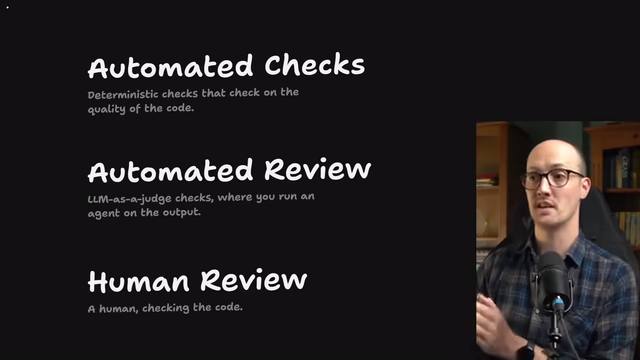 Automated Checks
Deterministic checks that check on the
quality of the code.
Automated Review
LLM-as-a-judge checks, where you run an
agent on the output.
Human Review
A human, checking the code.